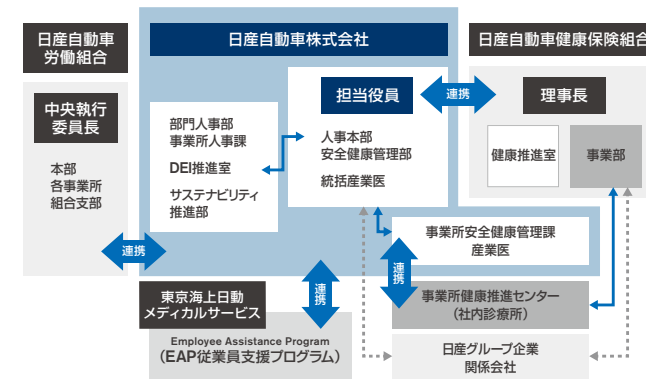 日産自動車
労働組合
中央執行
委員長
本部
各事業所
組合支部
連携
日産自動車株式会社
部門人事部
事業所人事課
DEI推進室
サステナビリティ
推進部
担当役員
人事本部
安全健康管理部
統括産業医
連携
日産自動車健康保険組合
理事長
健康推進室
事業部
事業所安全健康管理課
産業医
連携
連携
事業所健康推進センター
（社内診療所）
東京海上日動
メディカルサービス
Employee Assistance Program
（EAP従業員支援プログラム）
日産グループ企業
関係会社